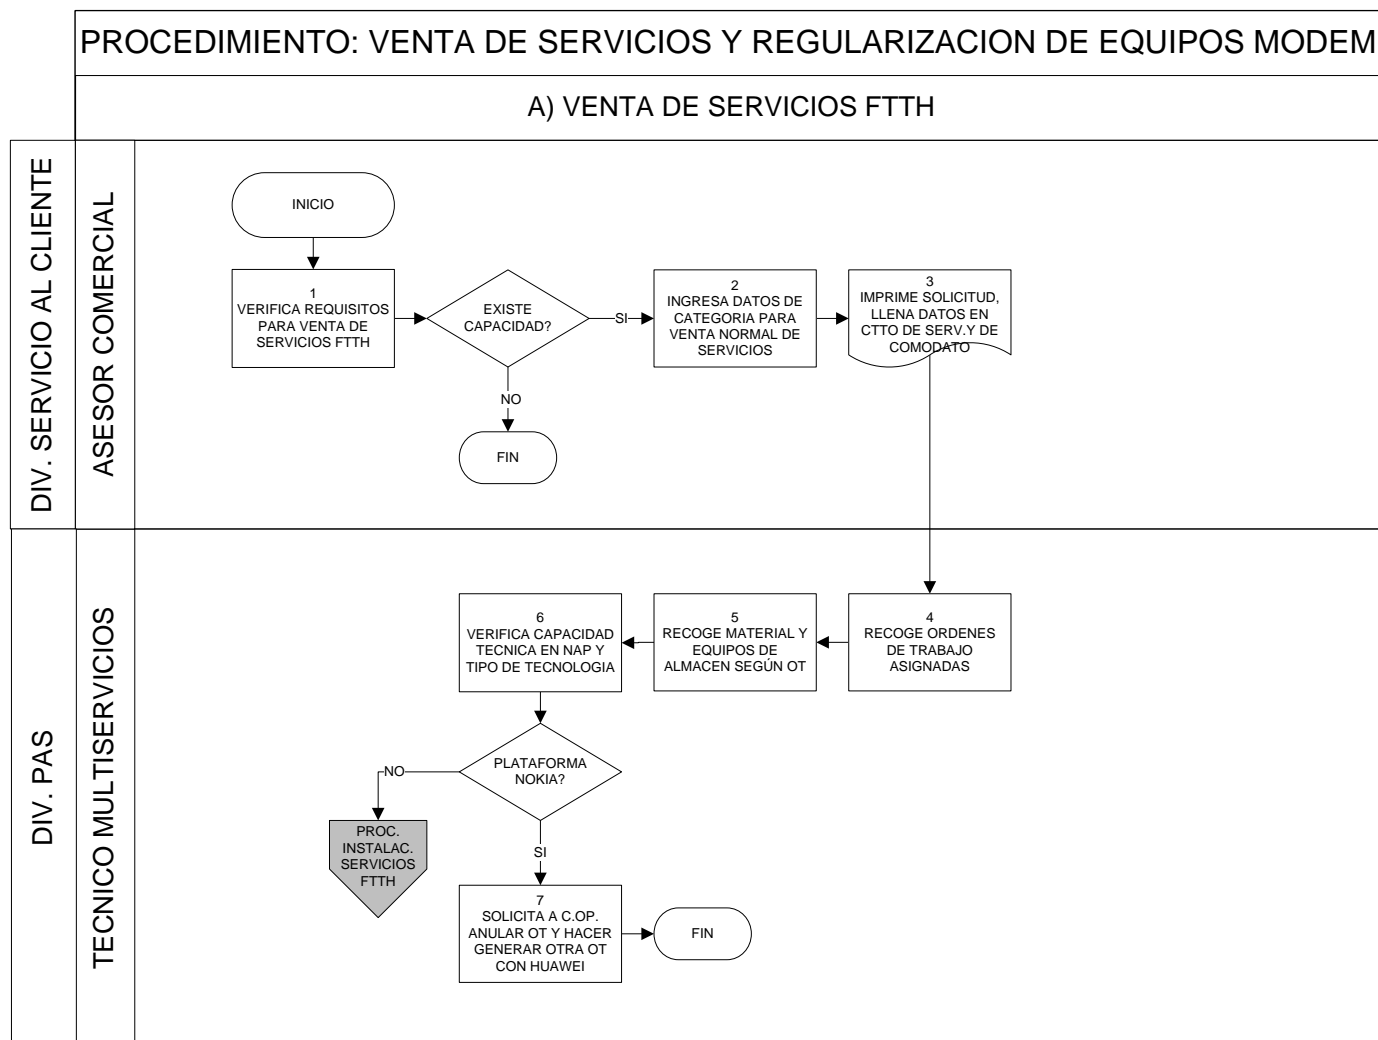 PROCEDIMIENTO: VENTA DE SERVICIOS Y REGULARIZACION DE EQUIPOS MODEM
A) VENTA DE SERVICIOS FTTH
DIV. SERVICIO AL CLIENTE
ASESOR COMERCIAL
INICIO
1
VERIFICA REQUISITOS
PARA VENTA DE
SERVICIOS FTTH
EXISTE
CAPACIDAD?
SI
NO
FIN
2
INGRESA DATOS DE
CATEGORIA PARA
VENTA NORMAL DE
SERVICIOS
3
IMPRIME SOLICITUD,
LLENA DATOS EN
CTTO DE SERV.Y DE
COMODATO
DIV. PAS
TECNICO MULTISERVICIOS
4
RECOGE ORDENES
DE TRABAJO
ASIGNADAS
5
RECOGE MATERIAL Y
EQUIPOS DE
ALMACEN SEGÚN OT
6
VERIFICA CAPACIDAD
TECNICA EN NAP Y
TIPO DE TECNOLOGIA
PLATAFORMA
NOKIA?
NO
PROC.
INSTALAC.
SERVICIOS
FTTH
SI
7
SOLICITA A C.OP.
ANULAR OT Y HACER
GENERAR OTRA OT
CON HUAWEI
FIN